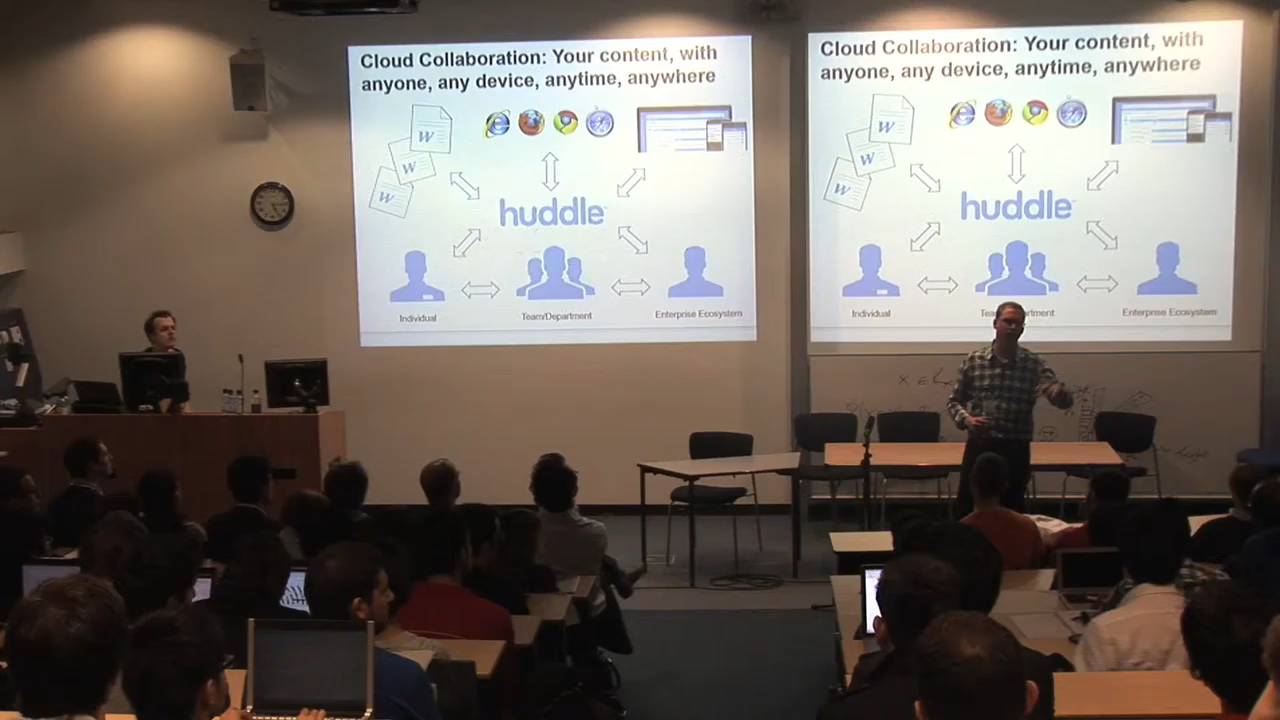 Cloud Collaboration: Your content, with
anyone, any device, anytime, anywhere
W
W
W
huddle
Individual
Team/Department
Enterprise Ecosystem
Cloud Collaboration: Your content, with
anyone, any device, anytime, anywhere
W
W
W
huddle
Individual
Enterprise Ecosystem